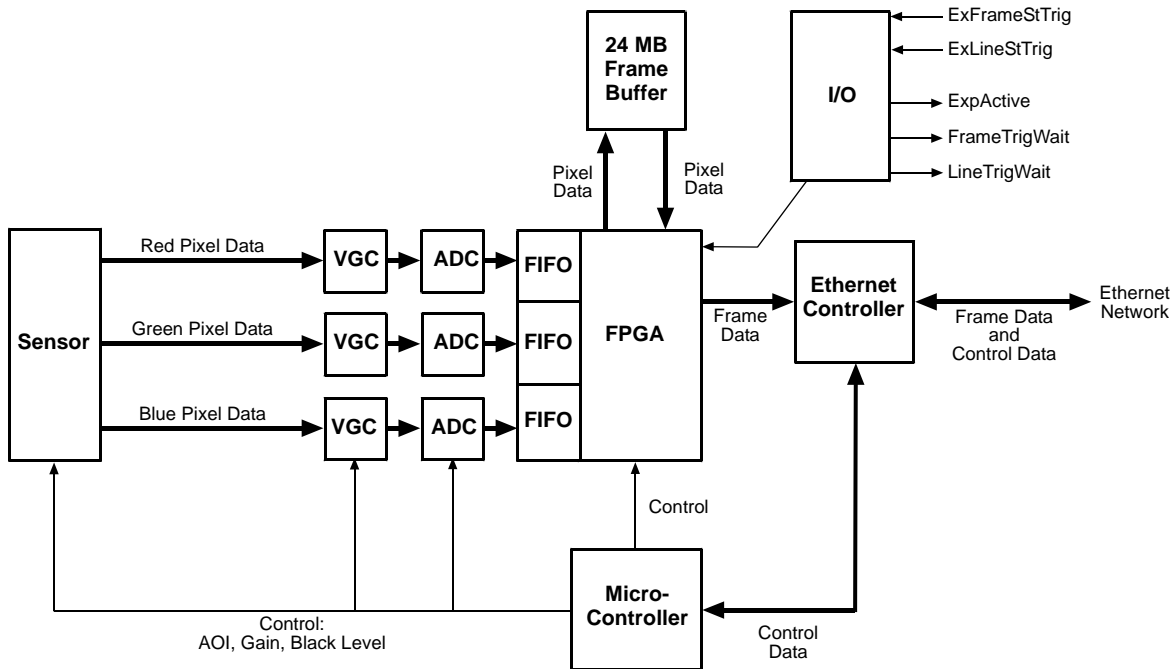 24 MB
Frame
Buffer
I/O
ExFrameStTrig
ExLineStTrig
ExpActive
FrameTrigWait
LineTrigWait
Pixel
Data
Pixel
Data
Sensor
Red Pixel Data
VGC
ADC
FIFO
Green Pixel Data
VGC
ADC
FIFO
Blue Pixel Data
VGC
ADC
FIFO
FPGA
Frame
Data
Ethernet
Controller
Frame Data
and
Control Data
Ethernet
Network
Control
Micro-
Controller
Control:
AOI, Gain, Black Level
Control
Data